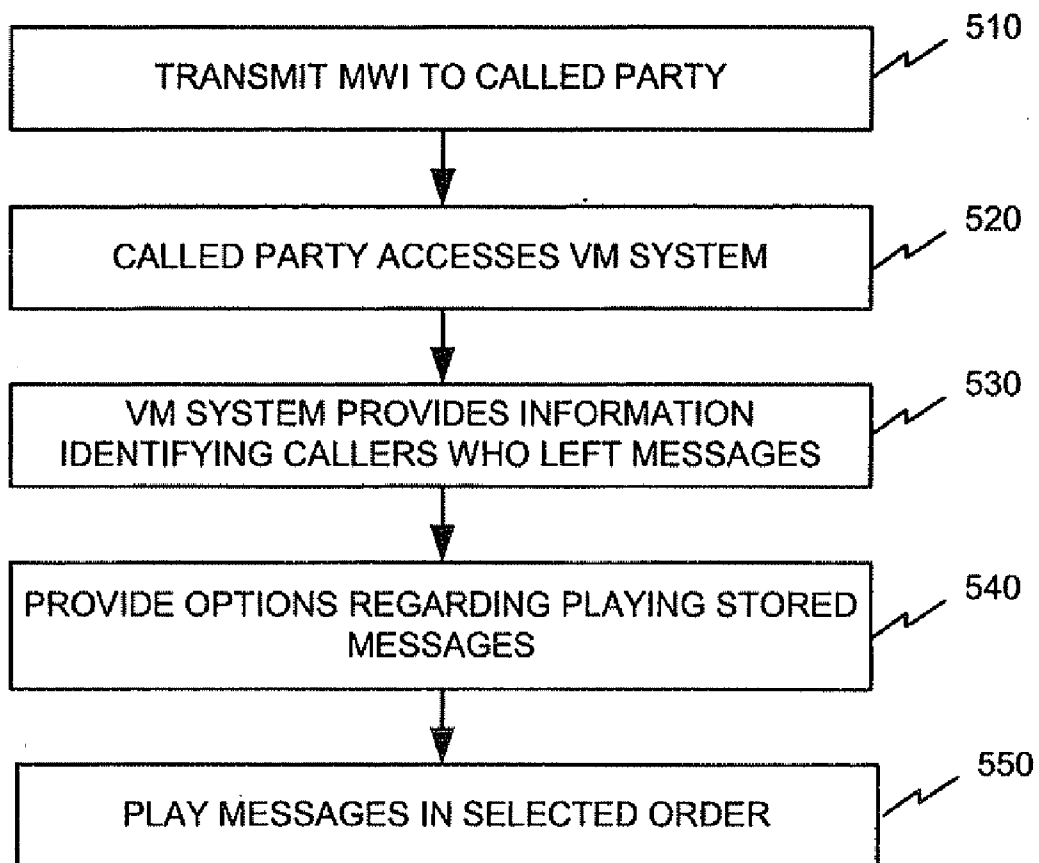 510
TRANSMIT MWI TO CALLED PARTY
520
CALLED PARTY ACCESSES VM SYSTEM
530
VM SYSTEM PROVIDES INFORMATION
IDENTIFYING CALLERS WHO LEFT MESSAGES
540
PROVIDE OPTIONS REGARDING PLAYING STORED
MESSAGES
550
PLAY MESSAGES IN SELECTED ORDER